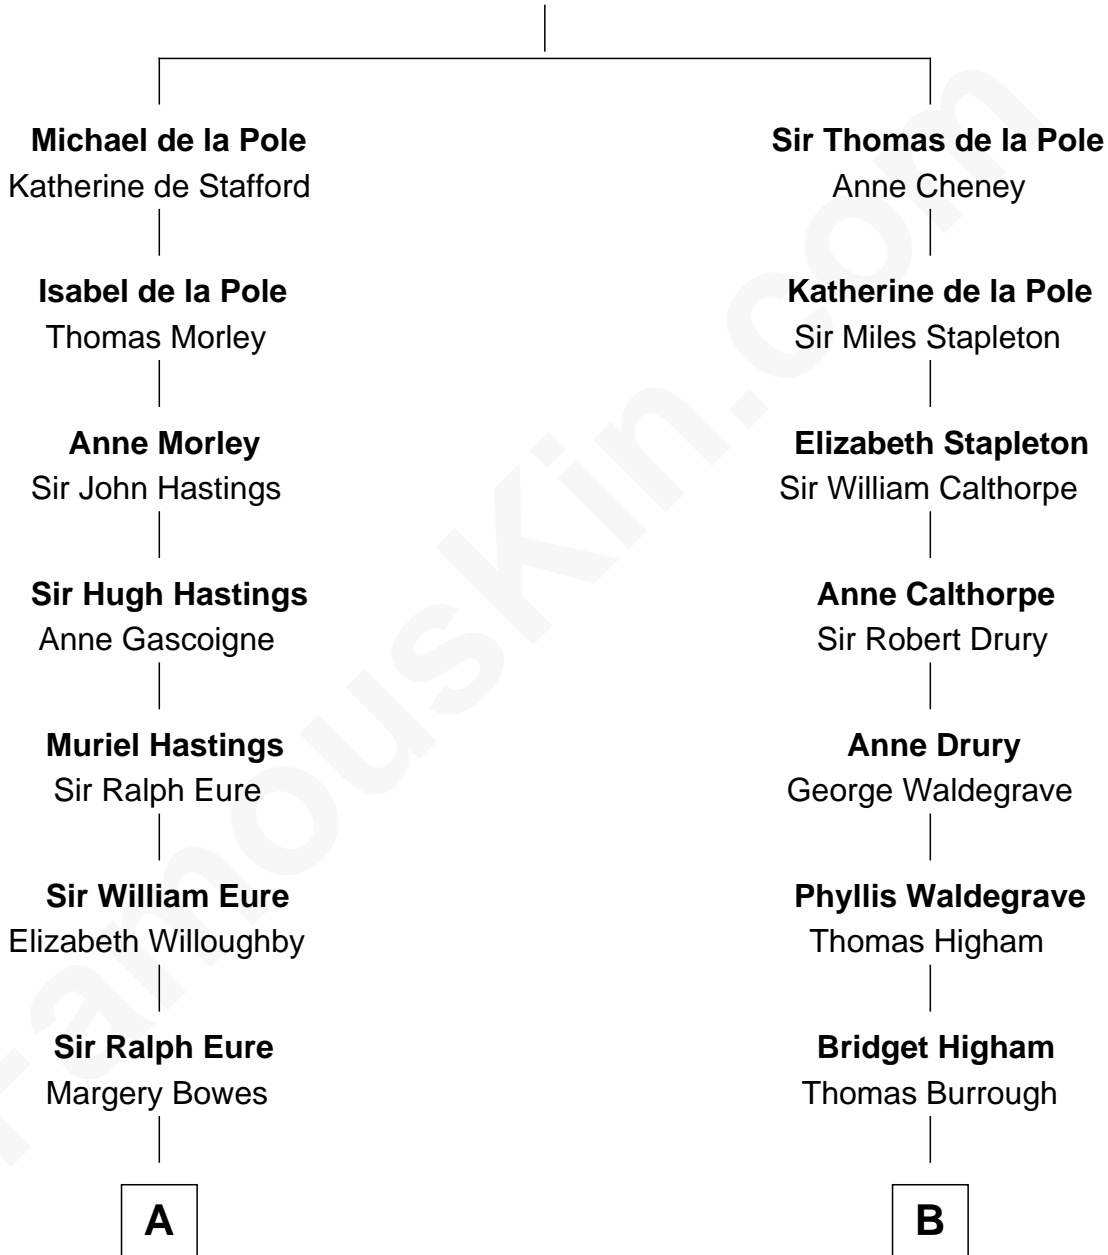 Michael de la Pole
Katherine de Stafford
Isabel de la Pole
Thomas Morley
Anne Morley
Sir John Hastings
Sir Hugh Hastings
Anne Gascoigne
Muriel Hastings
Sir Ralph Eure
Sir William Eure
Elizabeth Willoughby
Sir Ralph Eure
Margery Bowes
A
Sir Thomas de la Pole
Anne Cheney
Katherine de la Pole
Sir Miles Stapleton
Elizabeth Stapleton
Sir William Calthorpe
Anne Calthorpe
Sir Robert Drury
Anne Drury
George Waldegrave
Phyllis Waldegrave
Thomas Higham
Bridget Higham
Thomas Burrough
B
FamousKin.com